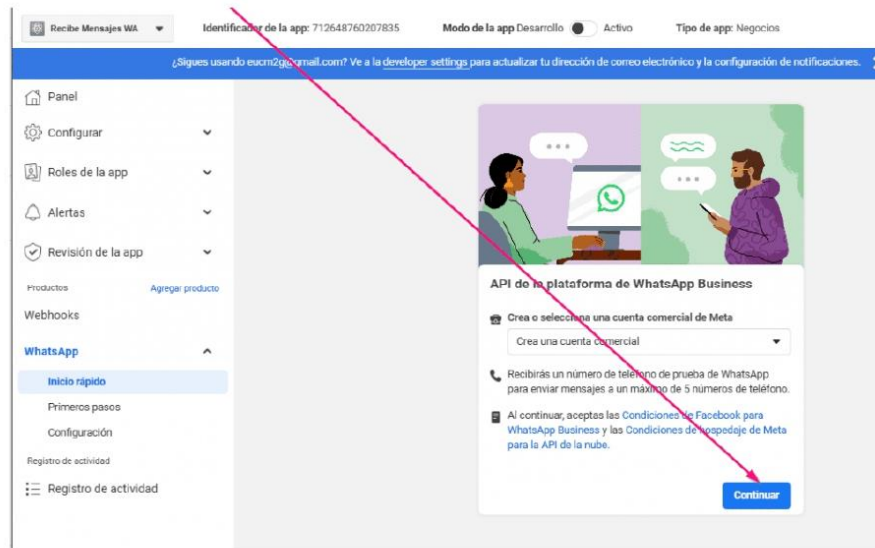 Recibe Mensajes WA
Identificador de la app: 712648760207835
Modo de la app Desarrollo
Activo
Tipo de app: Negocios
¿Sigues usando eucm2g@gmail.com? Ve a la developer settings para actualizar tu dirección de correo electrónico y la configuración de notificaciones.
Panel
Configurar
Roles de la app
Alertas
Revisión de la app
Productos
Agregar producto
Webhooks
WhatsApp
Inicio rápido
Primeros pasos
Configuración
Registro de actividad
Registro de actividad
API de la plataforma de WhatsApp Business
Crea o selecciona una cuenta comercial de Meta
Crea una cuenta comercial
Recibirás un número de teléfono de prueba de WhatsApp
para enviar mensajes a un máximo de 5 números de teléfono.
Al continuar, aceptas las Condiciones de Facebook para
WhatsApp Business y las Condiciones de hospedaje de Meta
para la API de la nube.
Continuar